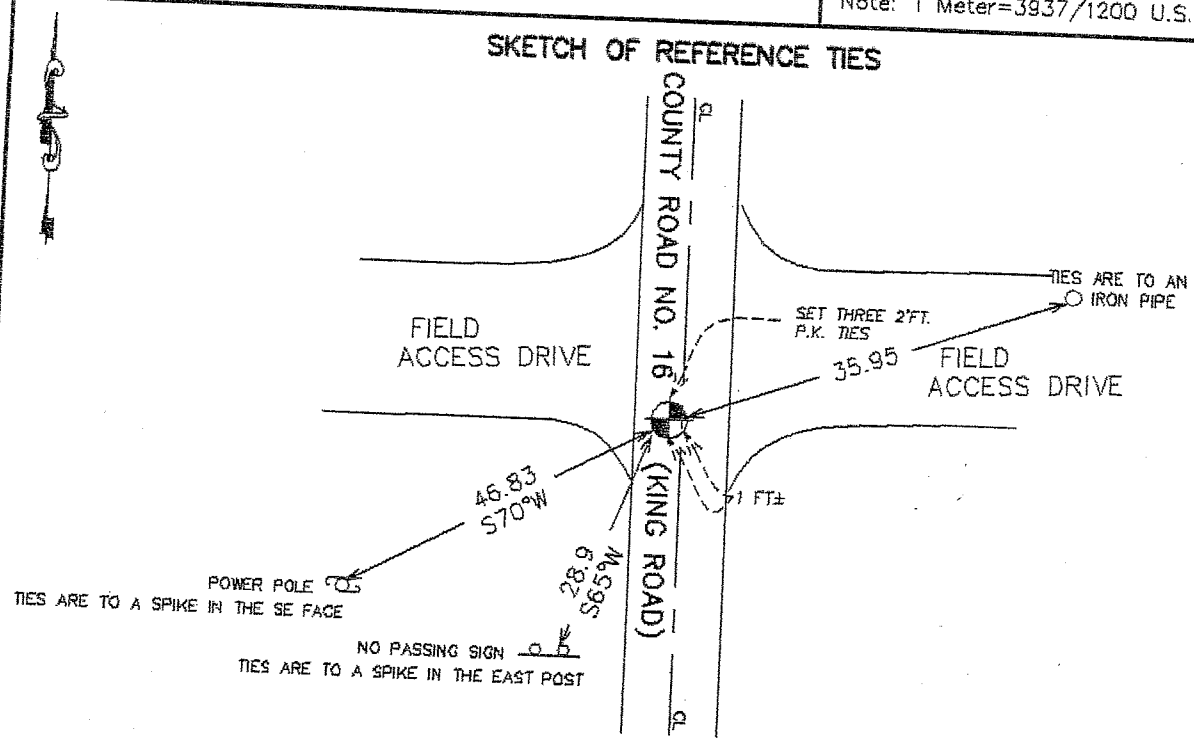 Note: 1 Meter=3937/1200 U.S.
SKETCH OF REFERENCE TIES
CL
COUNTY ROAD NO. 16
(KING ROAD)
TIES ARE TO AN
IRON PIPE
SET THREE 2'FT.
P.K. TIES
FIELD
ACCESS DRIVE
35.95
FIELD
ACCESS DRIVE
46.83
S70°W
1 FT±
28.9
S65°W
POWER POLE
TIES ARE TO A SPIKE IN THE SE FACE
NO PASSING SIGN
TIES ARE TO A SPIKE IN THE EAST POST
CL